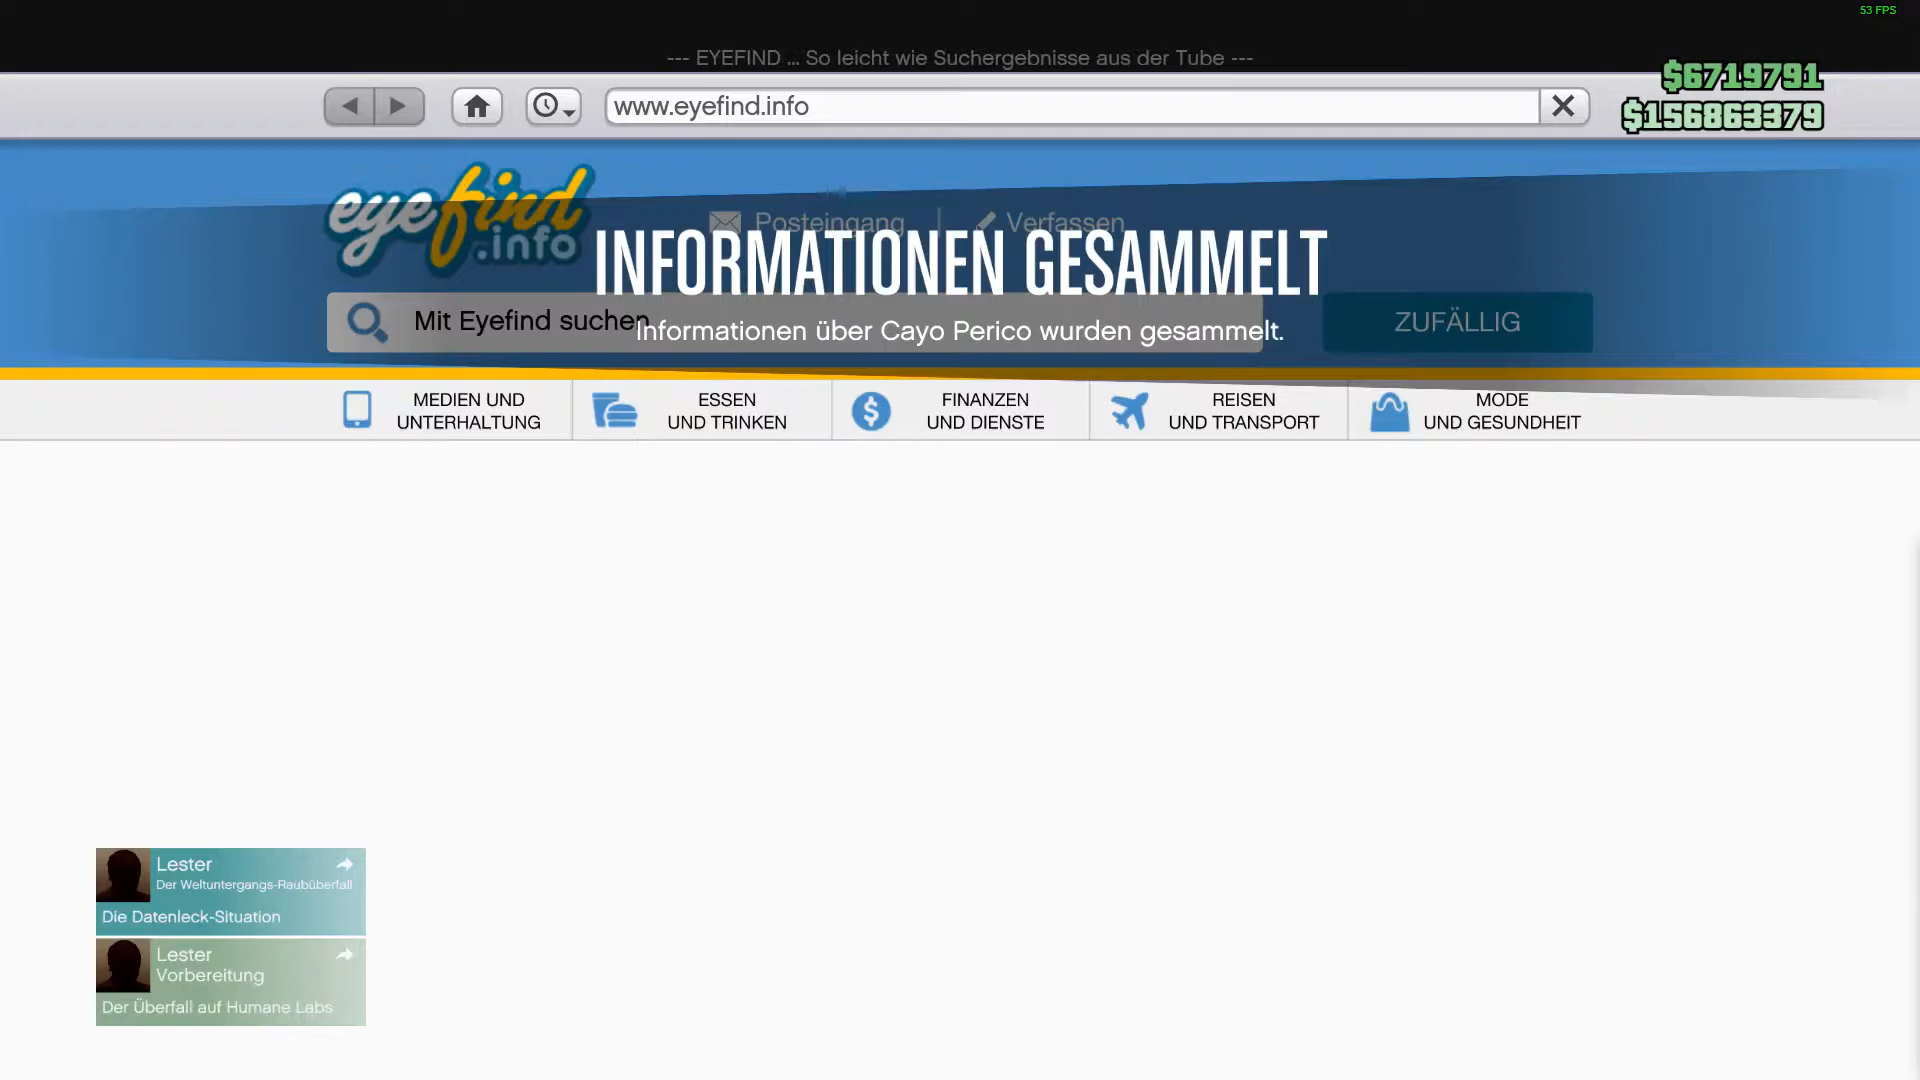 53 FPS
--- EYEFIND ... So leicht wie Suchergebnisse aus der Tube ---
$6719791
www.eyefind.info
$156863379
eyefind
.info
Posteingang | Verfassen
INFORMATIONEN GESAMMELT
Mit Eyefind suchen
Informationen über Cayo Perico wurden gesammelt.
ZUFÄLLIG
MEDIEN UND
UNTERHALTUNG
ESSEN
UND TRINKEN
FINANZEN
UND DIENSTE
REISEN
UND TRANSPORT
MODE
UND GESUNDHEIT
Lester
Der Weltuntergangs-Raubüberfall
Die Datenleck-Situation
Lester
Vorbereitung
Der Überfall auf Humane Labs